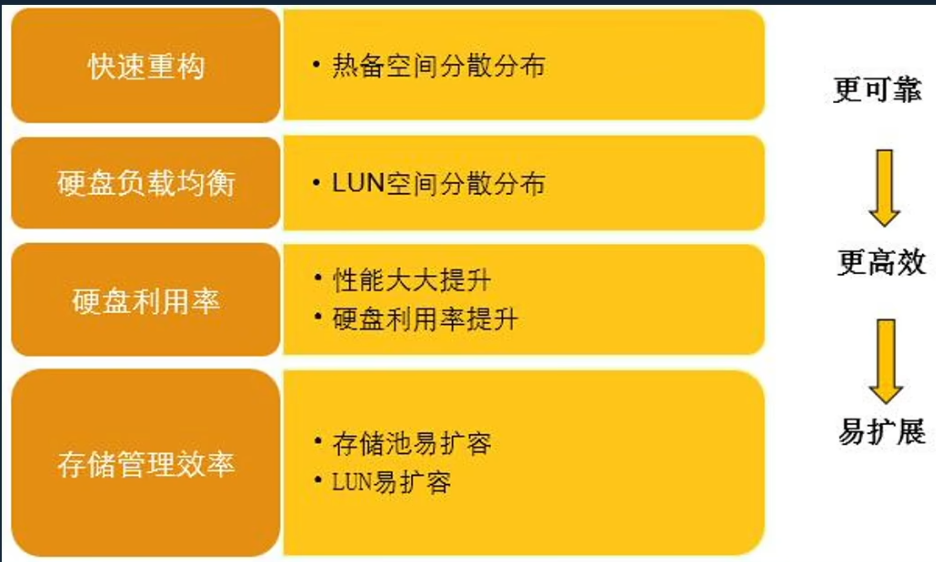 快速重构
• 热备空间分散分布
硬盘负载均衡
• LUN空间分散分布
硬盘利用率
• 性能大大提升
• 硬盘利用率提升
存储管理效率
• 存储池易扩容
• LUN易扩容
更可靠
更高效
易扩展